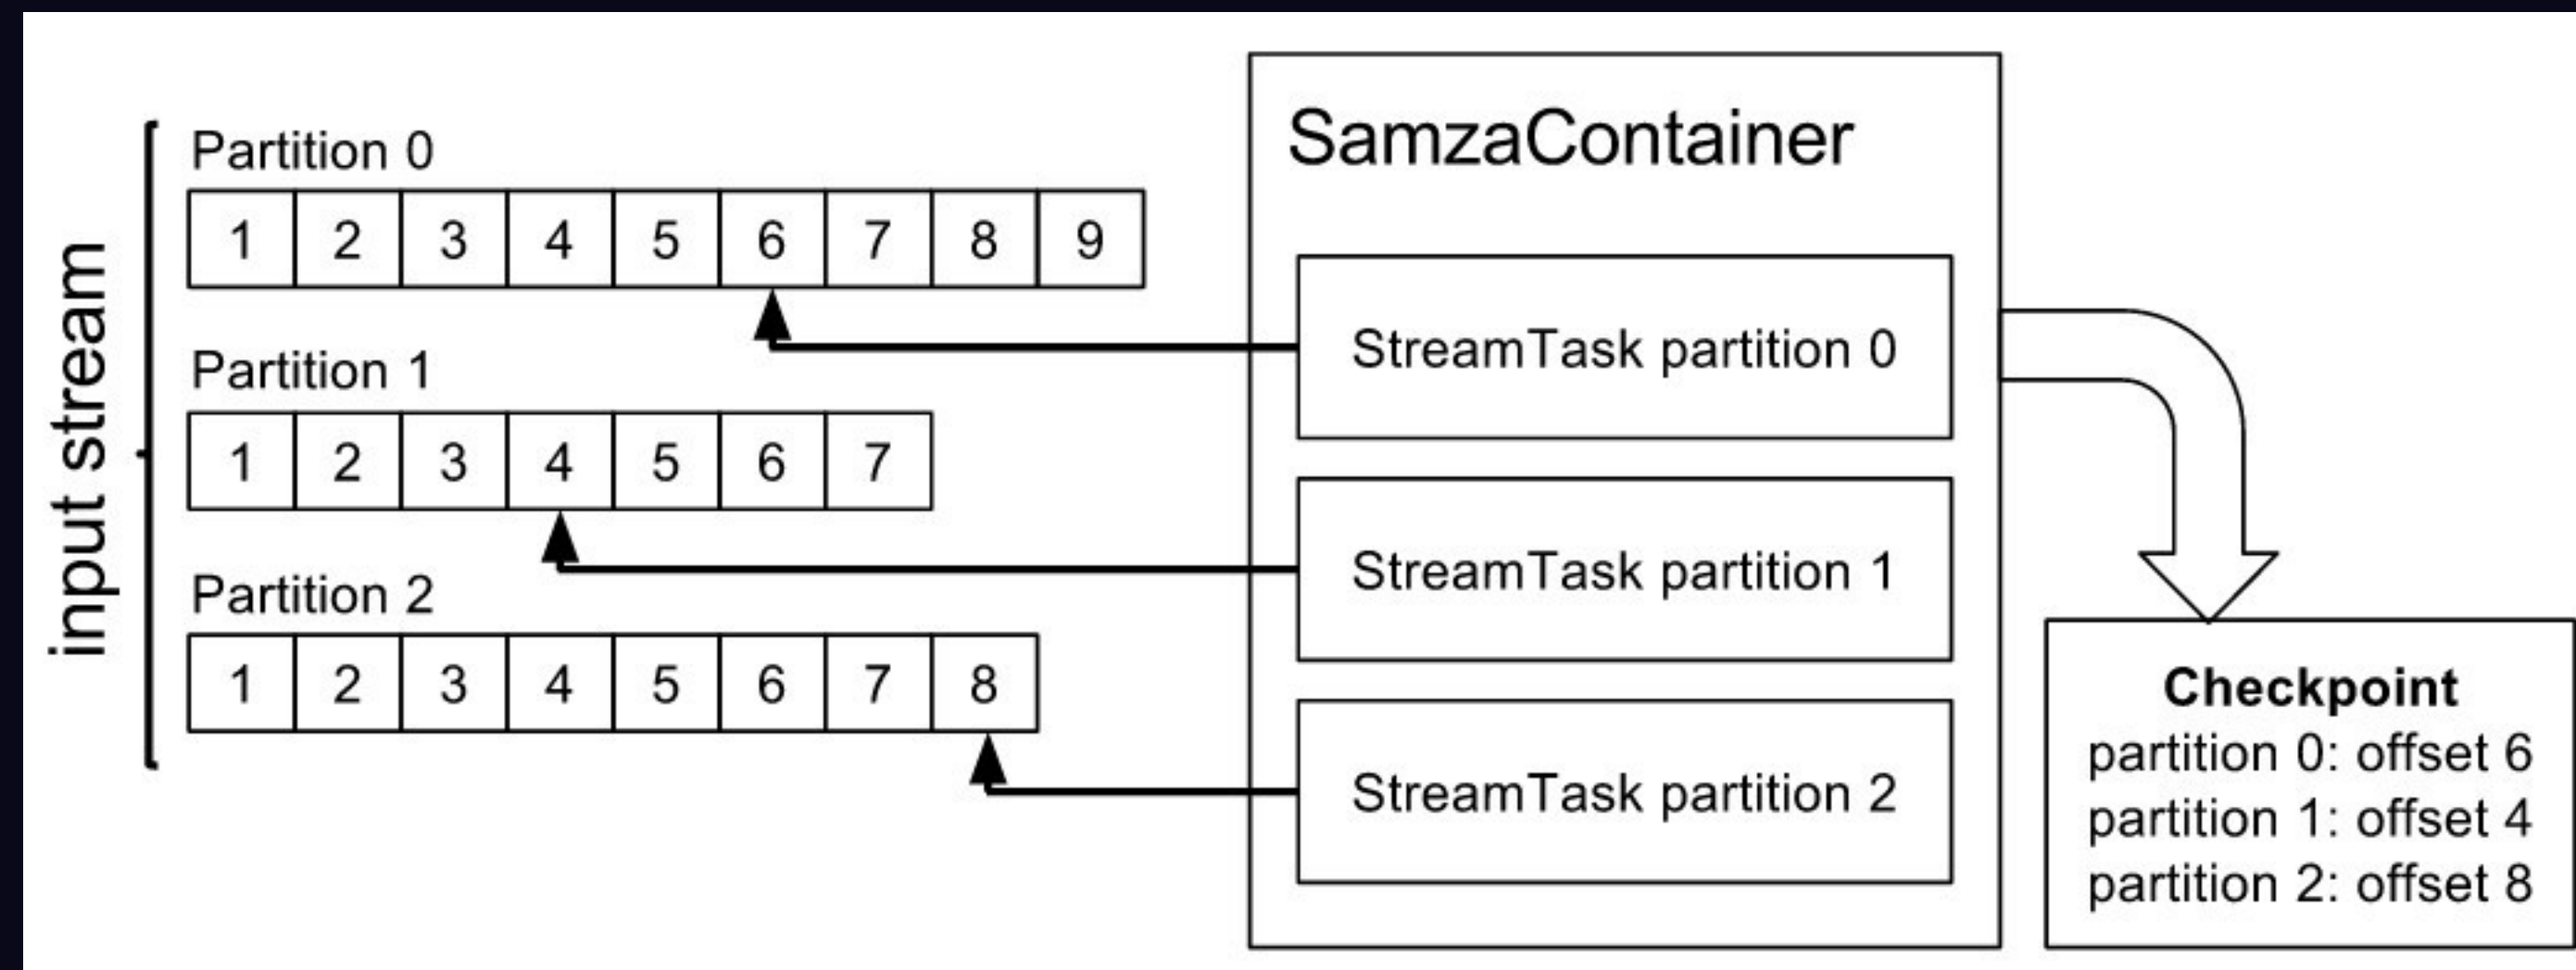 input stream
Partition 0
1 2 3 4 5 6 7 8 9
Partition 1
1 2 3 4 5 6 7
Partition 2
1 2 3 4 5 6 7 8
SamzaContainer
StreamTask partition 0
StreamTask partition 1
StreamTask partition 2
Checkpoint
partition 0: offset 6
partition 1: offset 4
partition 2: offset 8